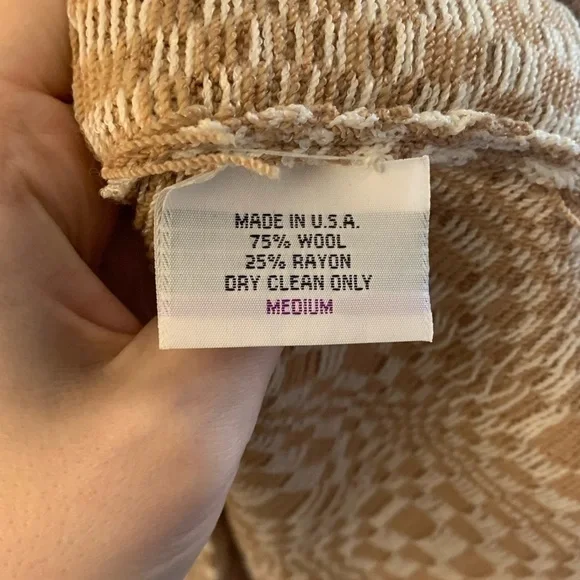 MADE IN U.S.A.
75% WOOL
25% RAYON
DRY CLEAN ONLY
MEDIUM